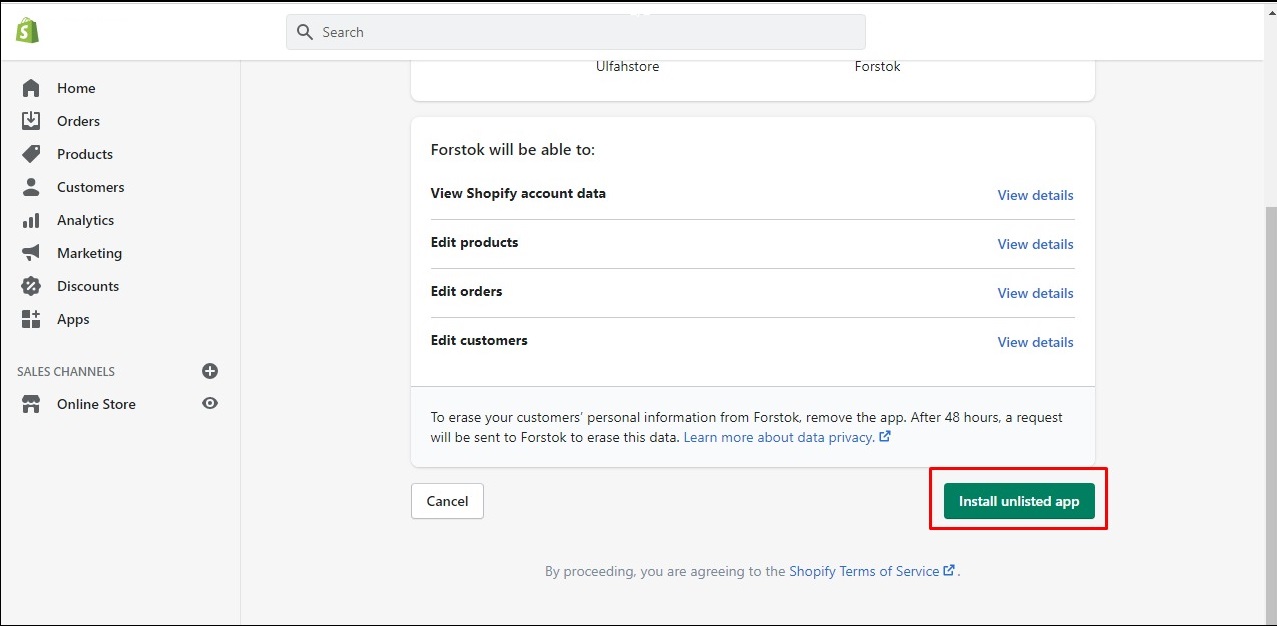 Search
Ulfahstore Forstok
Home
Orders
Products
Customers
Analytics
Marketing
Discounts
Apps
SALES CHANNELS
Online Store
Forstok will be able to:
View Shopify account data View details
Edit products View details
Edit orders View details
Edit customers View details
To erase your customers’ personal information from Forstok, remove the app. After 48 hours, a request
will be sent to Forstok to erase this data. Learn more about data privacy.
Cancel Install unlisted app
By proceeding, you are agreeing to the Shopify Terms of Service .